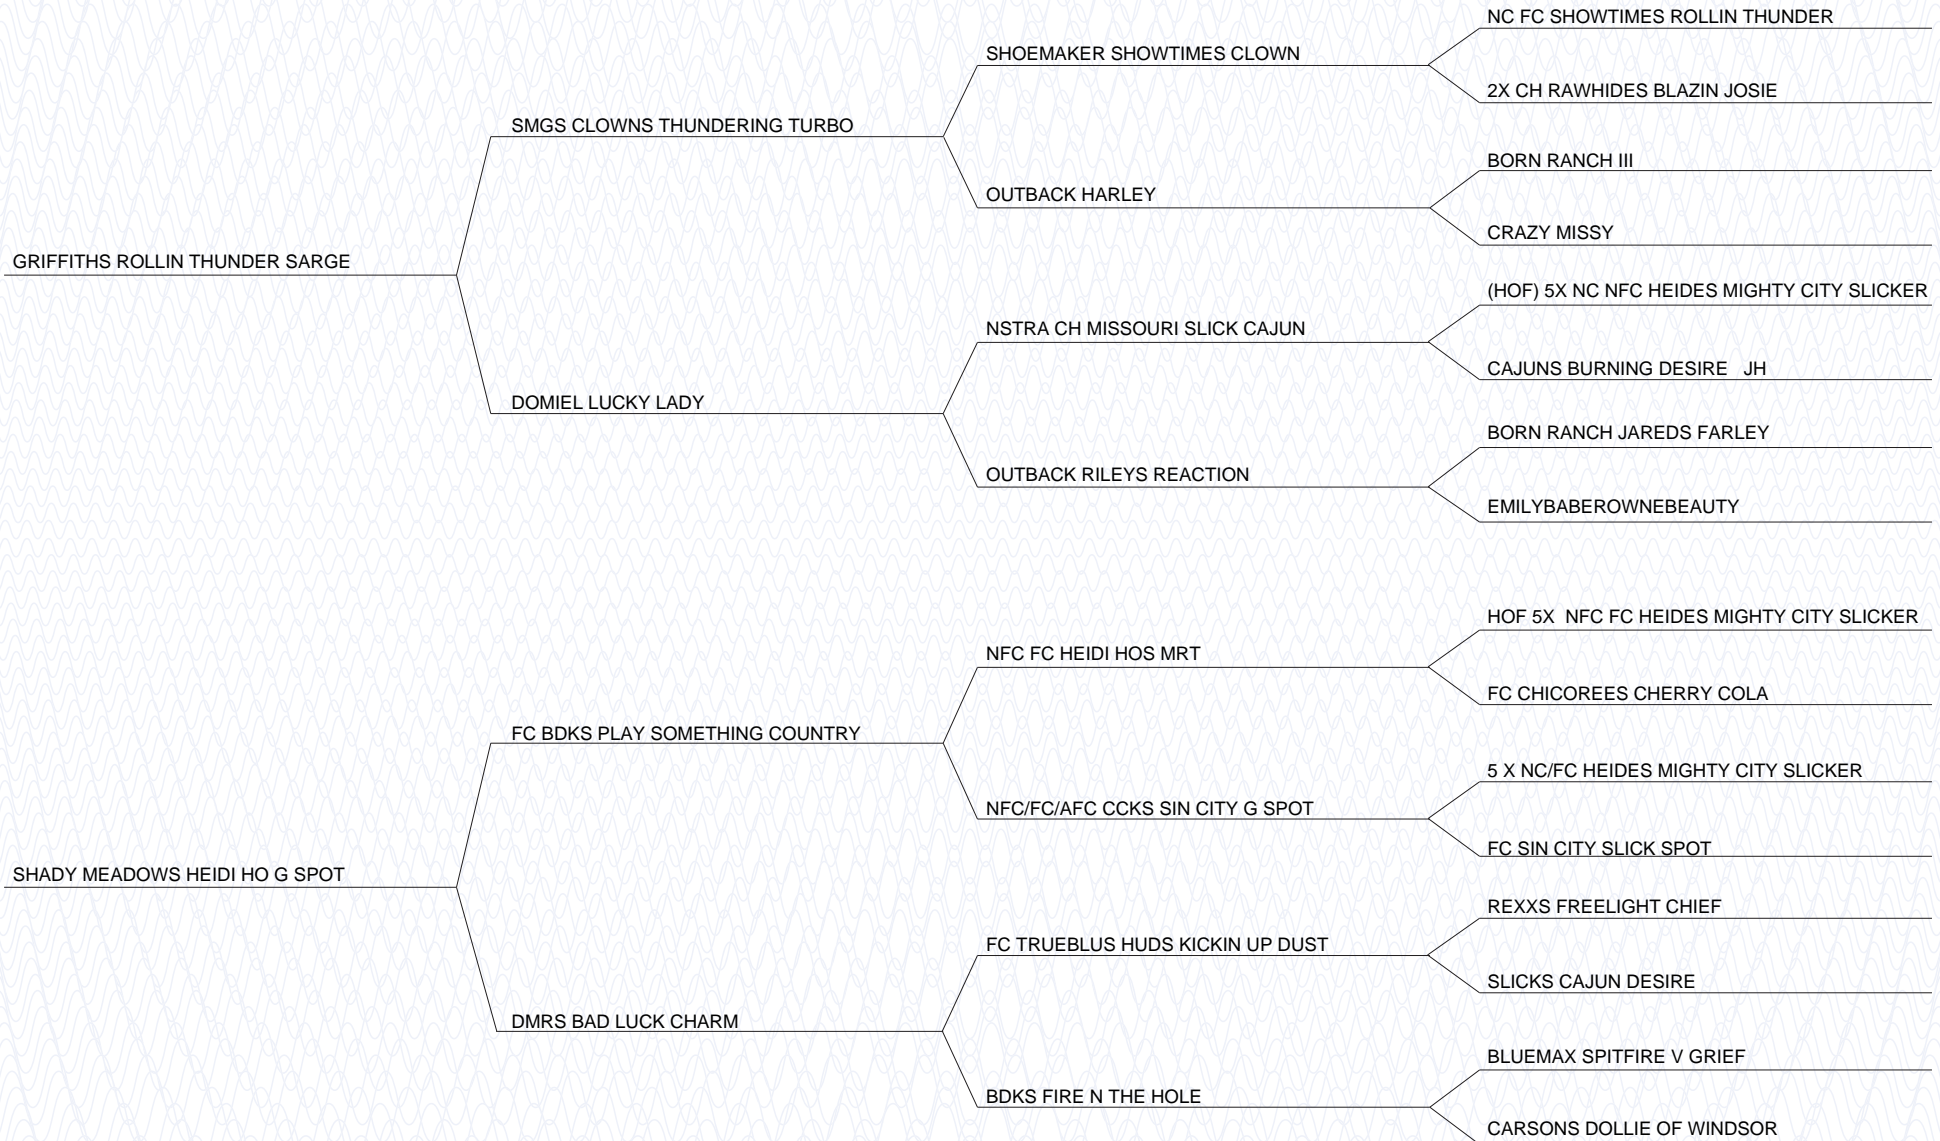 NC FC SHOWTIMES ROLLIN THUNDER
SHOEMAKER SHOWTIMES CLOWN
2X CH RAWHIDES BLAZIN JOSIE
SMGS CLOWNS THUNDERING TURBO
BORN RANCH III
OUTBACK HARLEY
CRAZY MISSY
GRIFFITHS ROLLIN THUNDER SARGE
(HOF) 5X NC NFC HEIDES MIGHTY CITY SLICKER
NSTRA CH MISSOURI SLICK CAJUN
CAJUNS BURNING DESIRE JH
DOMIEL LUCKY LADY
BORN RANCH JAREDS FARLEY
OUTBACK RILEYS REACTION
EMILYBABEROWNEBEAUTY
HOF 5X NFC FC HEIDES MIGHTY CITY SLICKER
NFC FC HEIDI HOS MRT
FC CHICOREES CHERRY COLA
FC BDKS PLAY SOMETHING COUNTRY
5 X NC/FC HEIDES MIGHTY CITY SLICKER
NFC/FC/AFC CCKS SIN CITY G SPOT
FC SIN CITY SLICK SPOT
SHADY MEADOWS HEIDI HO G SPOT
REXXS FREELIGHT CHIEF
FC TRUEBLUS HUDS KICKIN UP DUST
SLICKS CAJUN DESIRE
DMRS BAD LUCK CHARM
BLUEMAX SPITFIRE V GRIEF
BDKS FIRE N THE HOLE
CARSONS DOLLIE OF WINDSOR